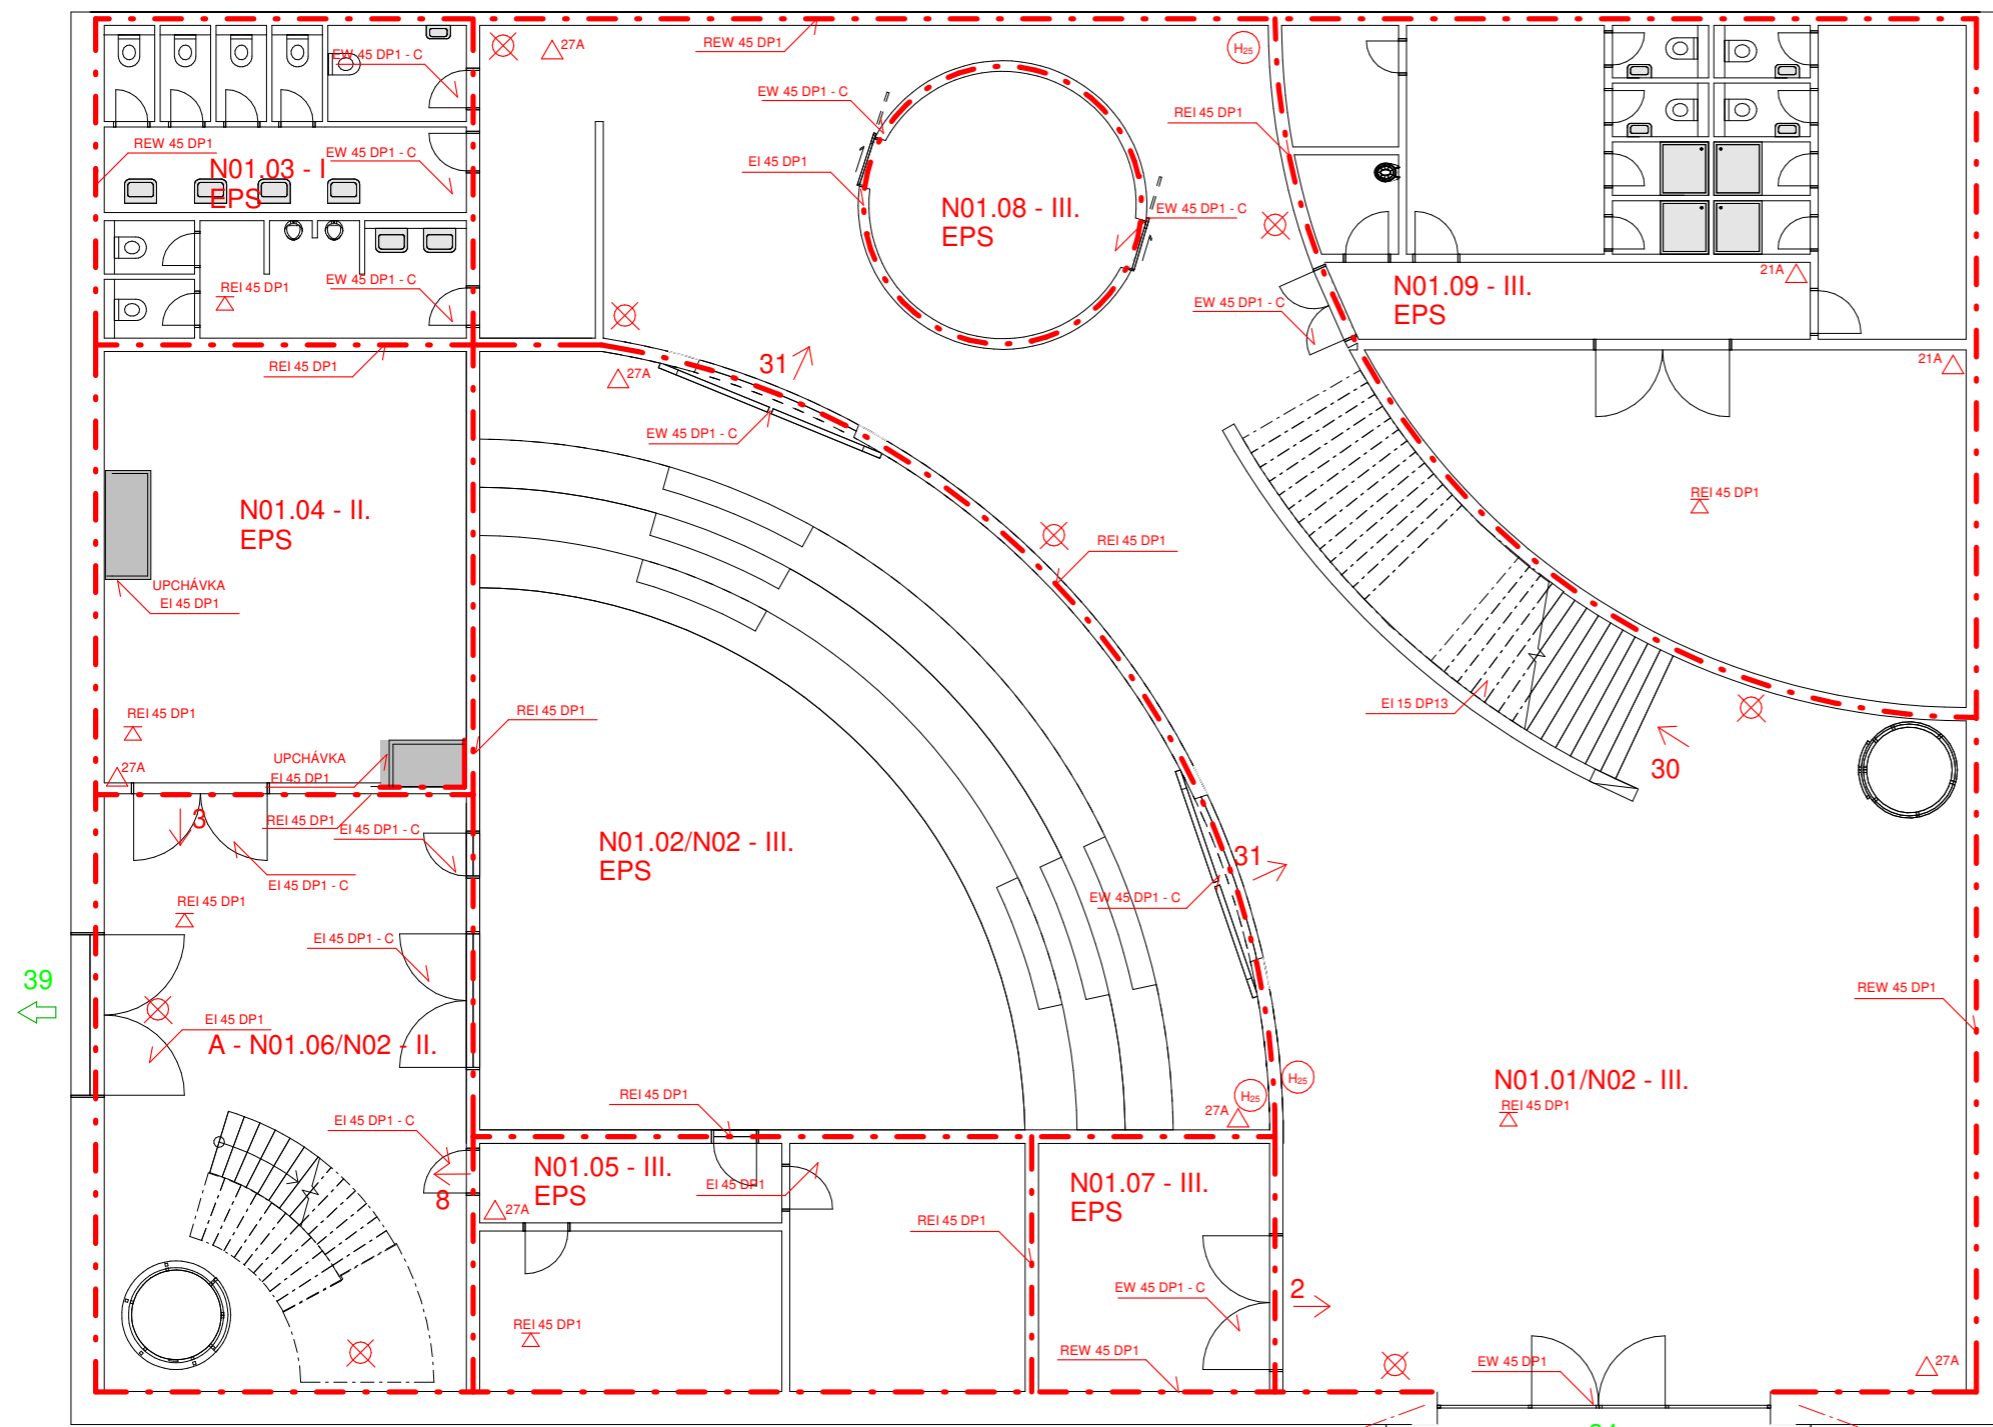 REW 45 DP1
27A
H25
EW 45 DP1 - C
EW 45 DP1 - C
REI 45 DP1
REW 45 DP1
EW 45 DP1 - C
EI 45 DP1
N01.03 - I
EPS
N01.08 - III.
EPS
EW 45 DP1 - C
21A
REI 45 DP1
EW 45 DP1 - C
N01.09 - III.
EPS
EW 45 DP1 - C
REI 45 DP1
31
27A
21A
EW 45 DP1 - C
REI 45 DP1
N01.04 - II.
EPS
REI 45 DP1
UPCHÁVKA
EI 45 DP1
REI 45 DP1
REI 45 DP1
EI 15 DP13
UPCHÁVKA
EI 45 DP1
27A
30
3
REI 45 DP1
EI 45 DP1 - C
N01.02/N02 - III.
EPS
31
EI 45 DP1 - C
REI 45 DP1
EW 45 DP1 - C
EI 45 DP1 - C
39
REW 45 DP1
EI 45 DP1
A - N01.06/N02 - II.
H25
H25
N01.01/N02 - III.
REI 45 DP1
REI 45 DP1
27A
EI 45 DP1 - C
N01.05 - III.
EPS
EI 45 DP1
N01.07 - III.
EPS
8
27A
REI 45 DP1
2
EW 45 DP1 - C
REI 45 DP1
REW 45 DP1
EW 45 DP1
27A